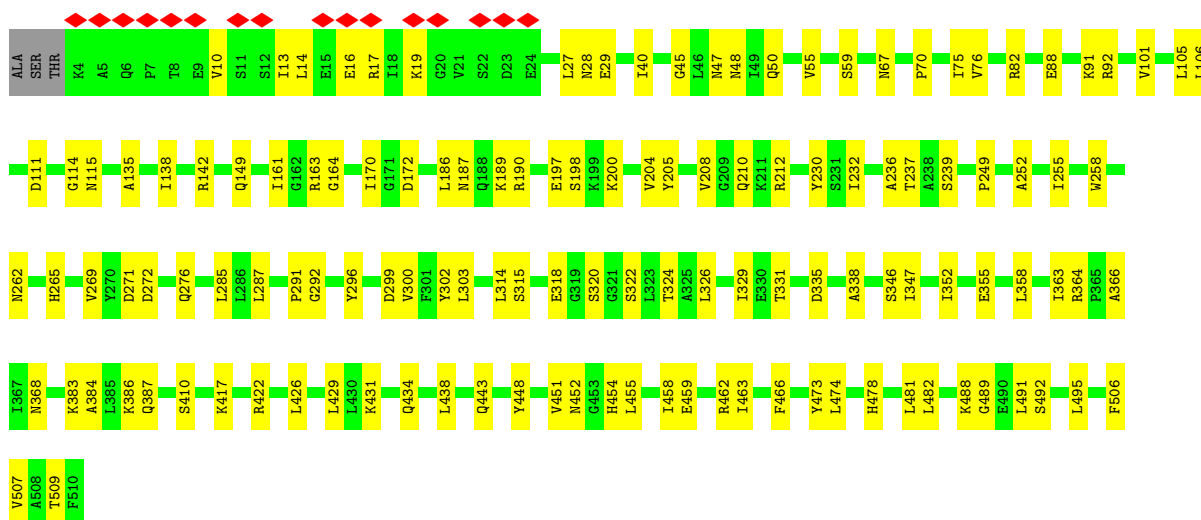 ALA SER THR K4 A5 Q6 P7 T8 E9 V10 S11 S12 I13 L14 E15 E16 R17 I18 K19 G20 V21 S22 D23 E24 L27 N28 E29 I40 G45 L46 N47 N48 I49 Q50 V55 S59 N67 P70 I75 V76 R82 E88 K91 R92 V101 L105 L106
D111 G114 N115 A135 I138 R142 Q149 I161 G162 R163 G164 I170 G171 D172 L186 N187 Q188 K189 R190 E197 S198 K199 K200 V204 Y205 V208 G209 Q210 K211 R212 Y230 S231 I232 A236 T237 A238 S239 P249 A252 I255 W258
N262 H265 V269 Y270 D271 D272 Q276 L285 L286 L287 P291 G292 Y296 D299 V300 F301 Y302 L303 L314 S315 E318 G319 S320 G321 S322 L323 T324 A325 L326 I329 E330 T331 D335 A338 S346 I347 I352 E355 L358 I363 R364 P365 A366
I367 N368 K383 A384 L385 K386 Q387 S410 K417 R422 L426 L429 L430 K431 Q434 L438 Q443 Y448 V451 N452 G453 H454 L455 I458 E459 R462 I463 F466 Y473 L474 H478 L481 L482 K488 G489 E490 L491 S492 L495 F506
V507 A508 T509 F510